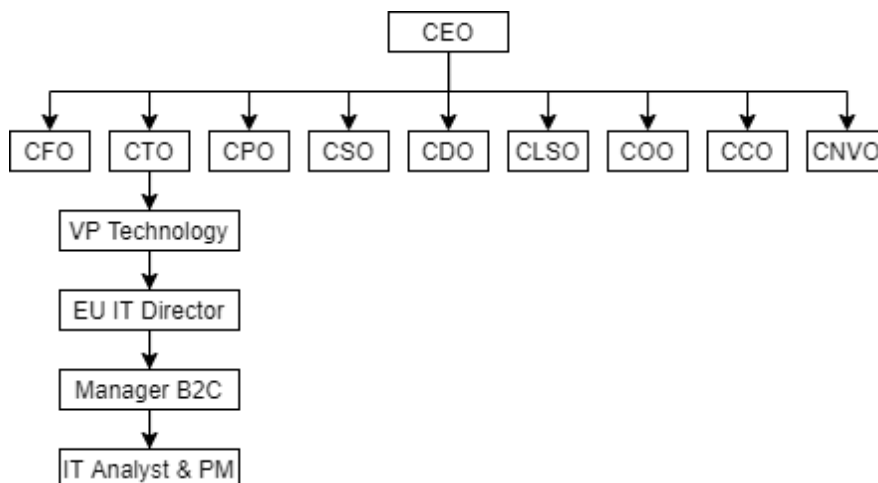 CEO
CFO CTO CPO CSO CDO CLSO COO CCO CNVO
VP Technology
EU IT Director
Manager B2C
IT Analyst & PM